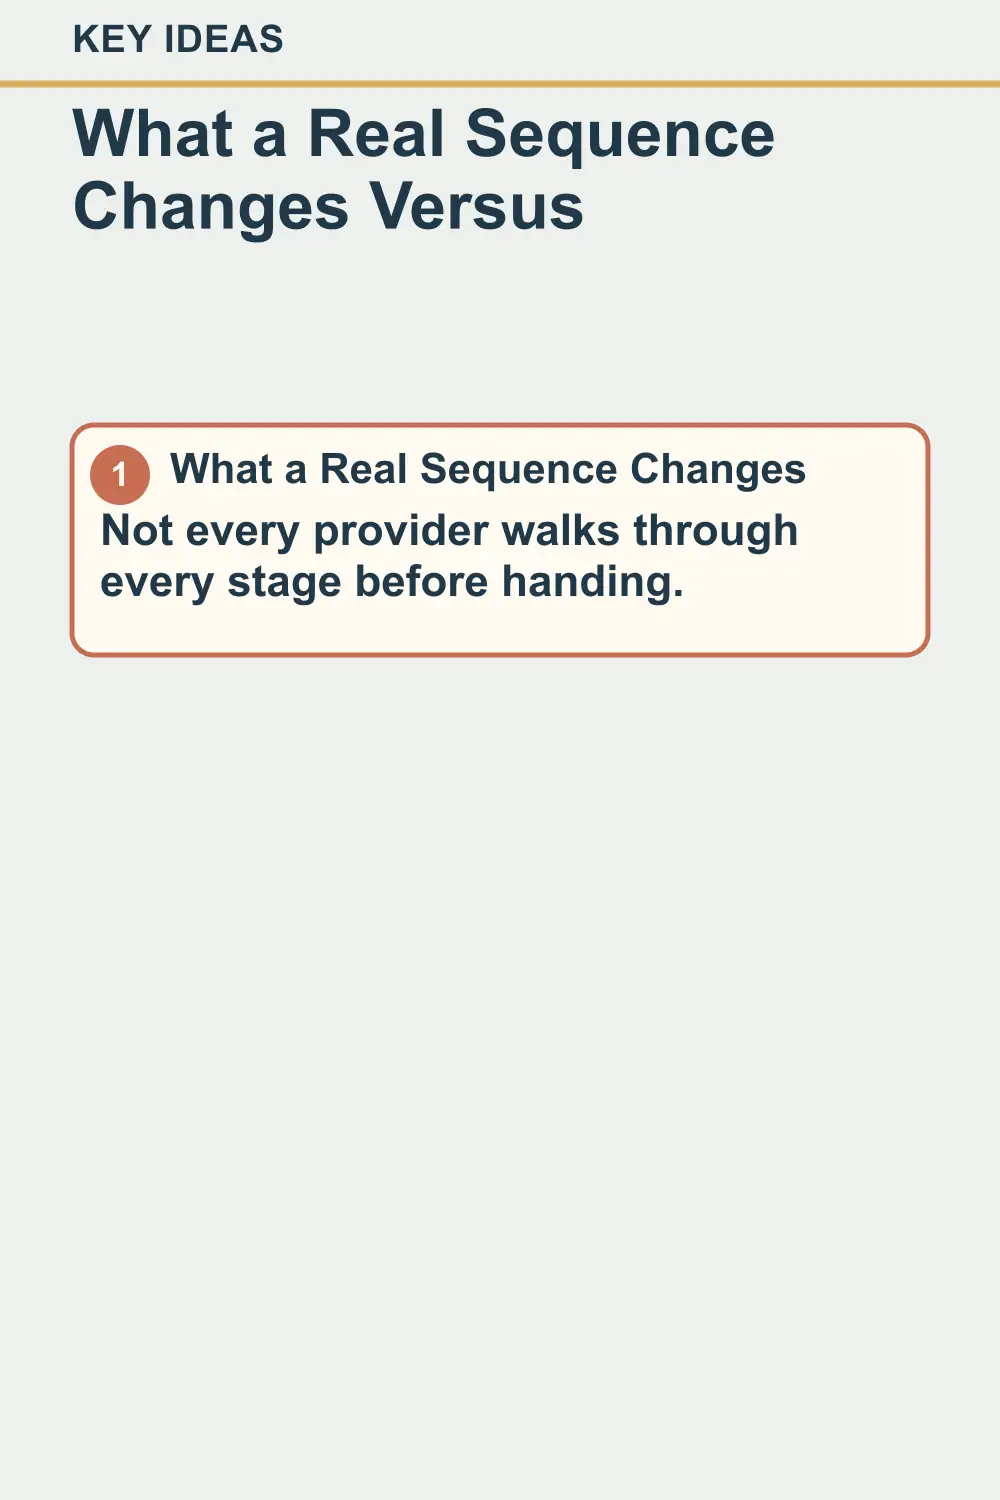 KEY IDEAS
What a Real Sequence
Changes Versus
1 What a Real Sequence Changes
Not every provider walks through
every stage before handing.